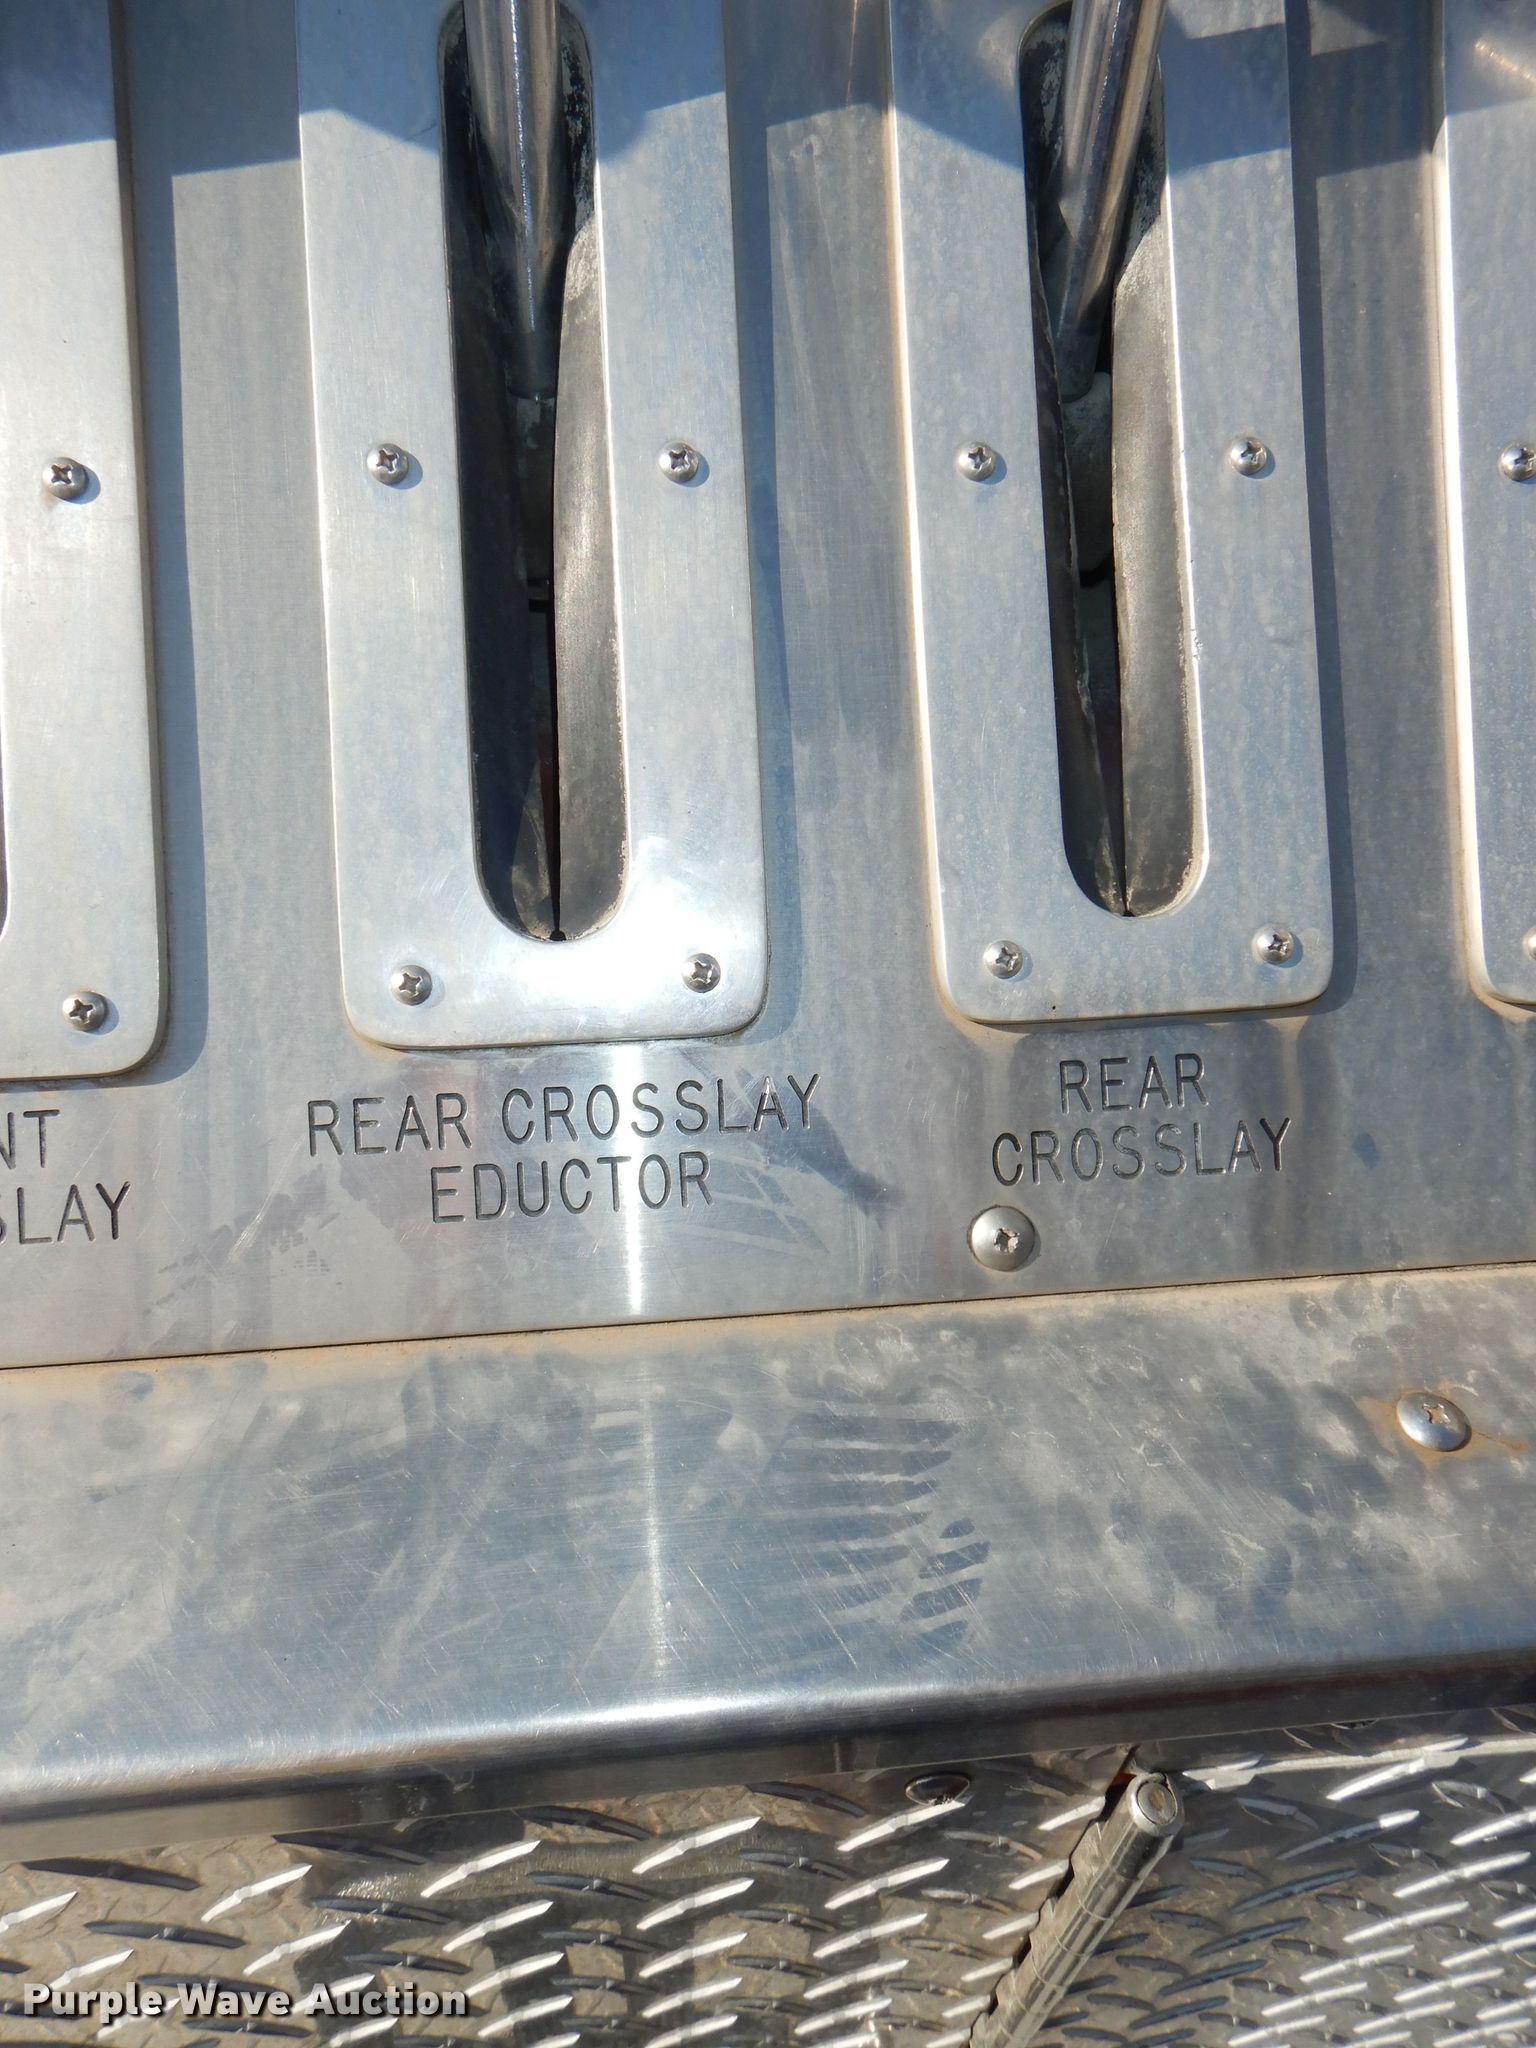 NT
SLAY
REAR CROSSLAY
EDUCTOR
REAR
CROSSLAY
Purple Wave Auction